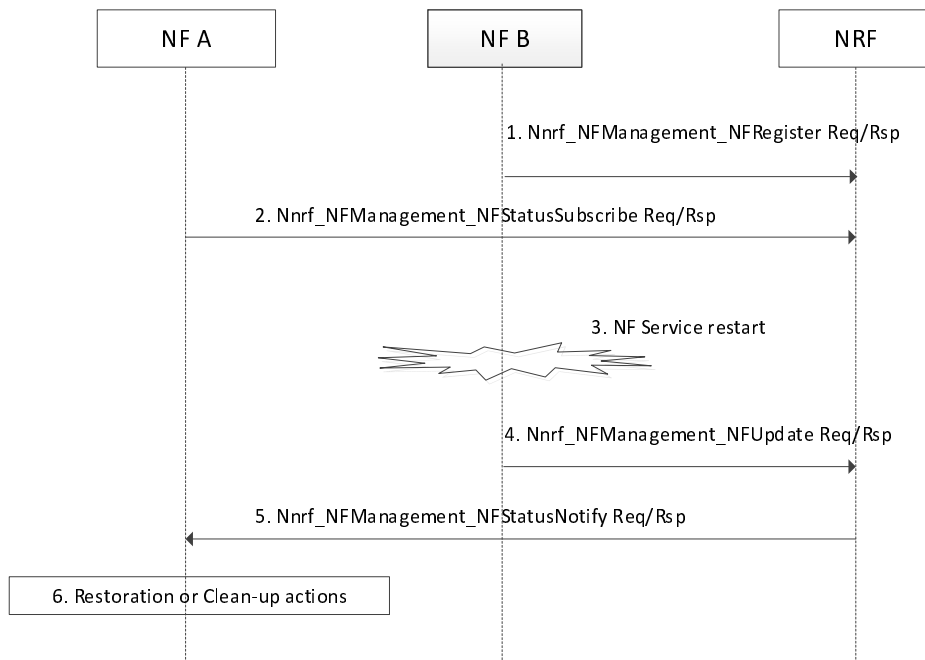 NF A
NF B
NRF
1. Nnrf_NFManagement_NFRegister Req/Rsp
2. Nnrf_NFManagement_NFStatusSubscribe Req/Rsp
3. NF Service restart
4. Nnrf_NFManagement_NFUpdate Req/Rsp
5. Nnrf_NFManagement_NFStatusNotify Req/Rsp
6. Restoration or Clean-up actions